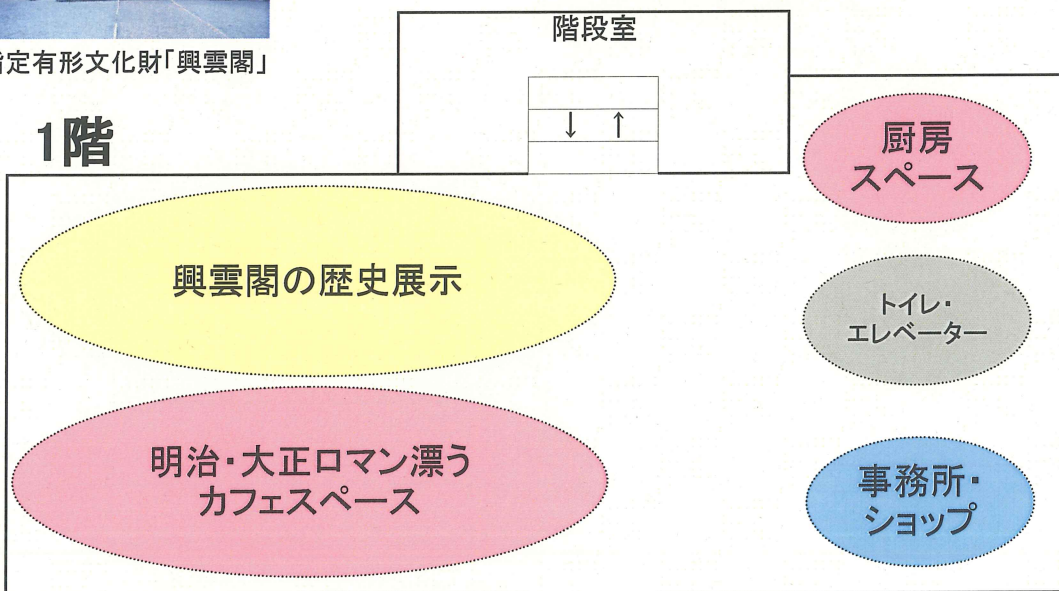 指定有形文化財「興雲閣」
1階
階段室
↓ ↑
厨房
スペース
興雲閣の歴史展示
トイレ・
エレベーター
明治・大正ロマン漂う
カフェスペース
事務所・
ショップ